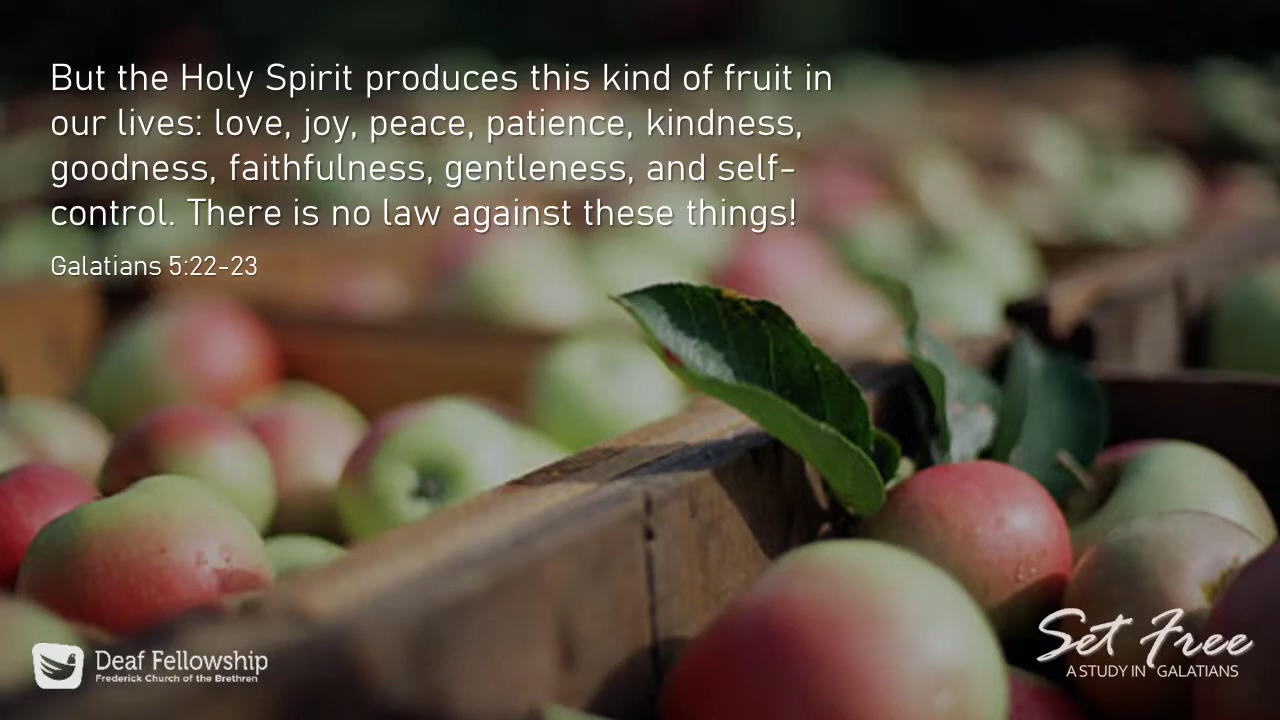 But the Holy Spirit produces this kind of fruit in
our lives: love, joy, peace, patience, kindness,
goodness, faithfulness, gentleness, and self-
control. There is no law against these things!
Galatians 5:22-23
Deaf Fellowship
Frederick Church of the Brethren
Set Free
A STUDY IN GALATIANS